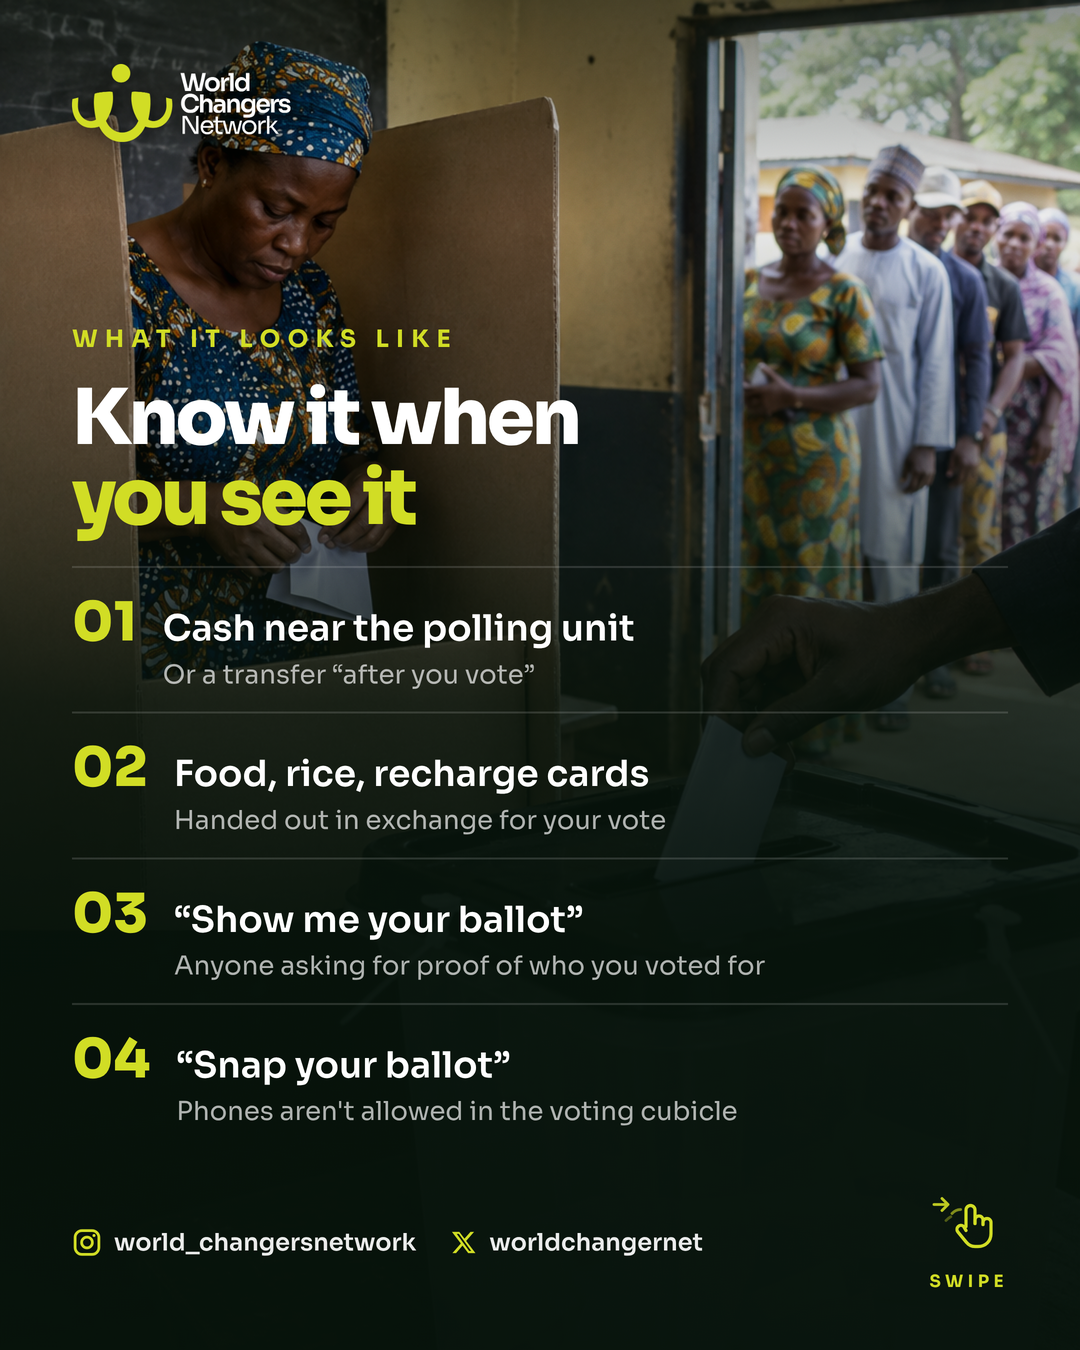 World
Changers
Network
WHAT IT LOOKS LIKE
Know it when
you see it
01 Cash near the polling unit
Or a transfer “after you vote”
02 Food, rice, recharge cards
Handed out in exchange for your vote
03 “Show me your ballot”
Anyone asking for proof of who you voted for
04 “Snap your ballot”
Phones aren't allowed in the voting cubicle
world_changersnetwork X worldchangernet
SWIPE